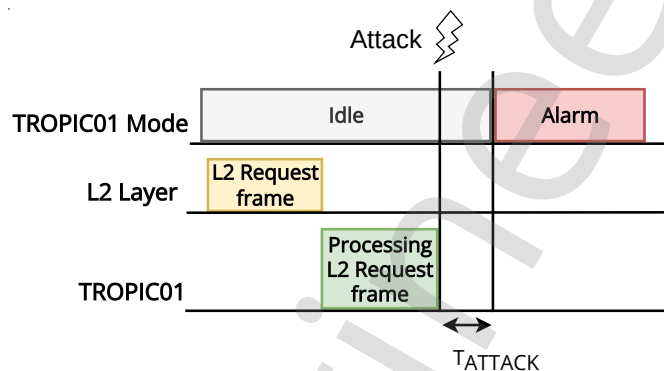 Attack
Idle
Alarm
TROPIC01 Mode
L2 Request
frame
L2 Layer
Processing
L2 Request
frame
TROPIC01
TATTACK